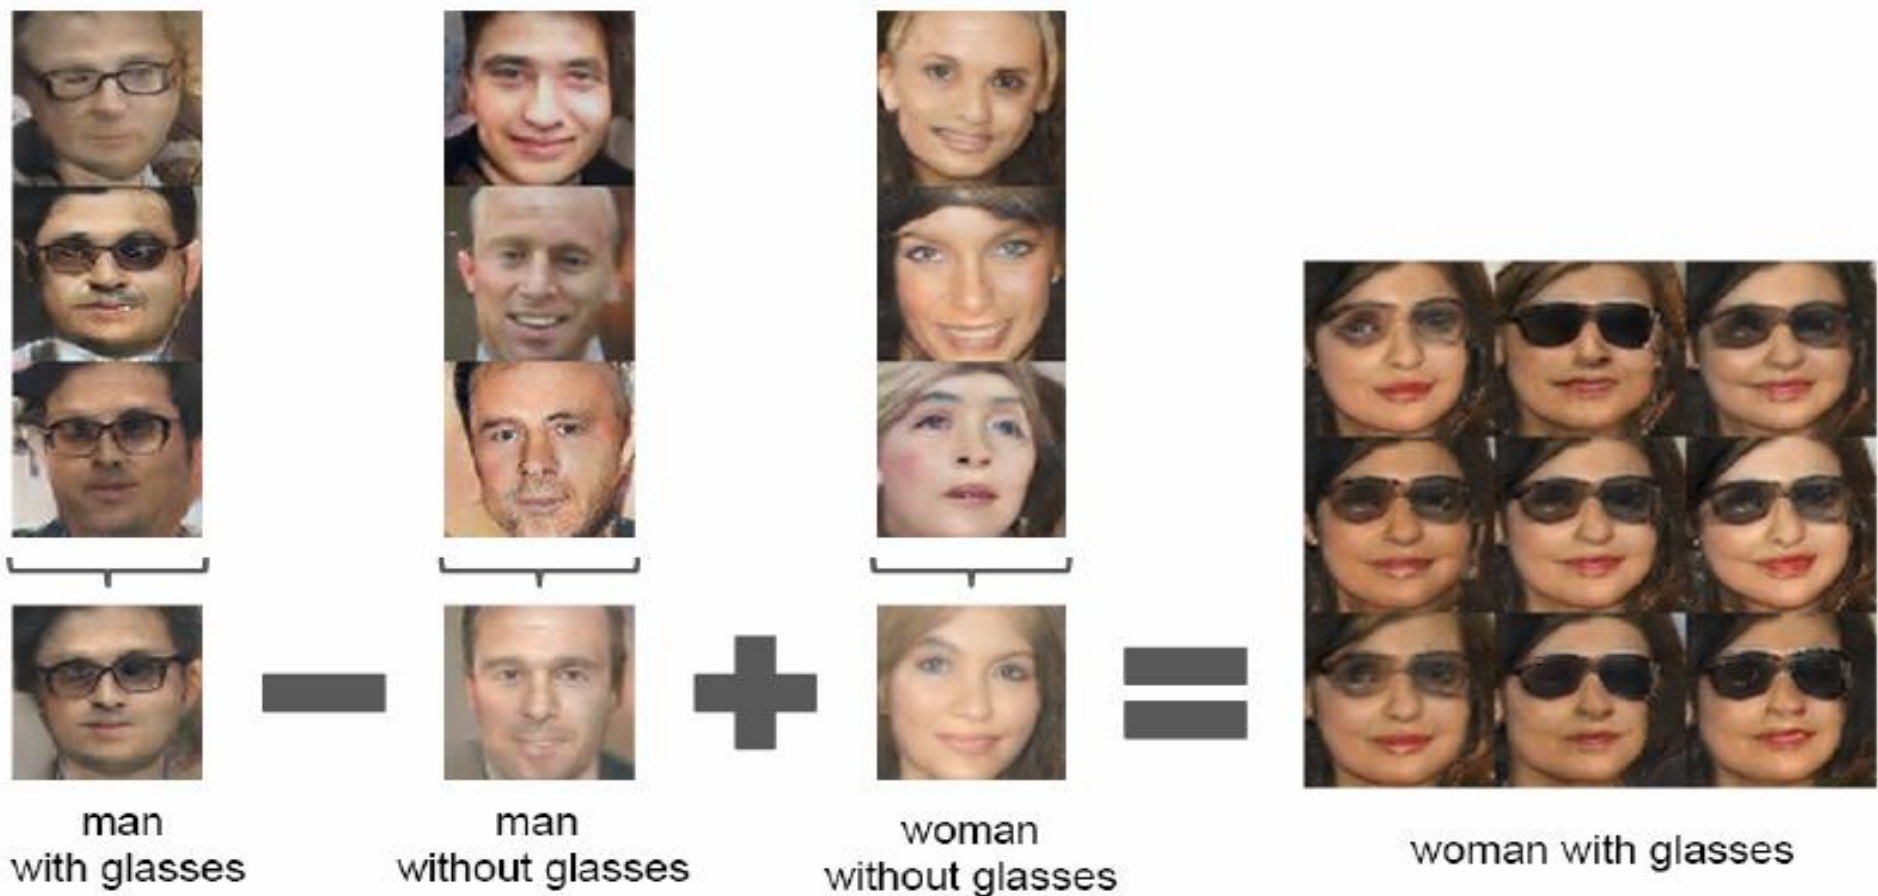 man
with glasses
man
without glasses
woman
without glasses
woman with glasses